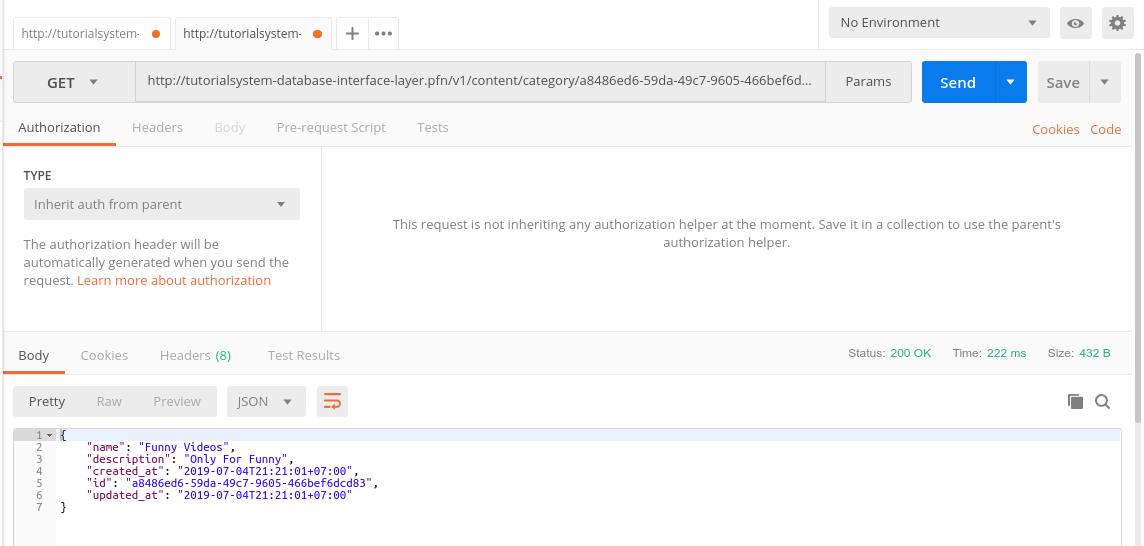 http://tutorialsystem-
http://tutorialsystem-
No Environment
GET
http://tutorialsystem-database-interface-layer.pfn/v1/content/category/a8486ed6-59da-49c7-9605-466bef6d...
Params
Send
Save
Authorization
Headers
Body
Pre-request Script
Tests
Cookies
Code
TYPE
Inherit auth from parent
The authorization header will be
automatically generated when you send the
request. Learn more about authorization
This request is not inheriting any authorization helper at the moment. Save it in a collection to use the parent's
authorization helper.
Body
Cookies
Headers (8)
Test Results
Status: 200 OK
Time: 222 ms
Size: 432 B
Pretty
Raw
Preview
JSON
1 {
2 "name": "Funny Videos",
3 "description": "Only For Funny",
4 "created_at": "2019-07-04T21:21:01+07:00",
5 "id": "a8486ed6-59da-49c7-9605-466bef6dcd83",
6 "updated_at": "2019-07-04T21:21:01+07:00"
7 }